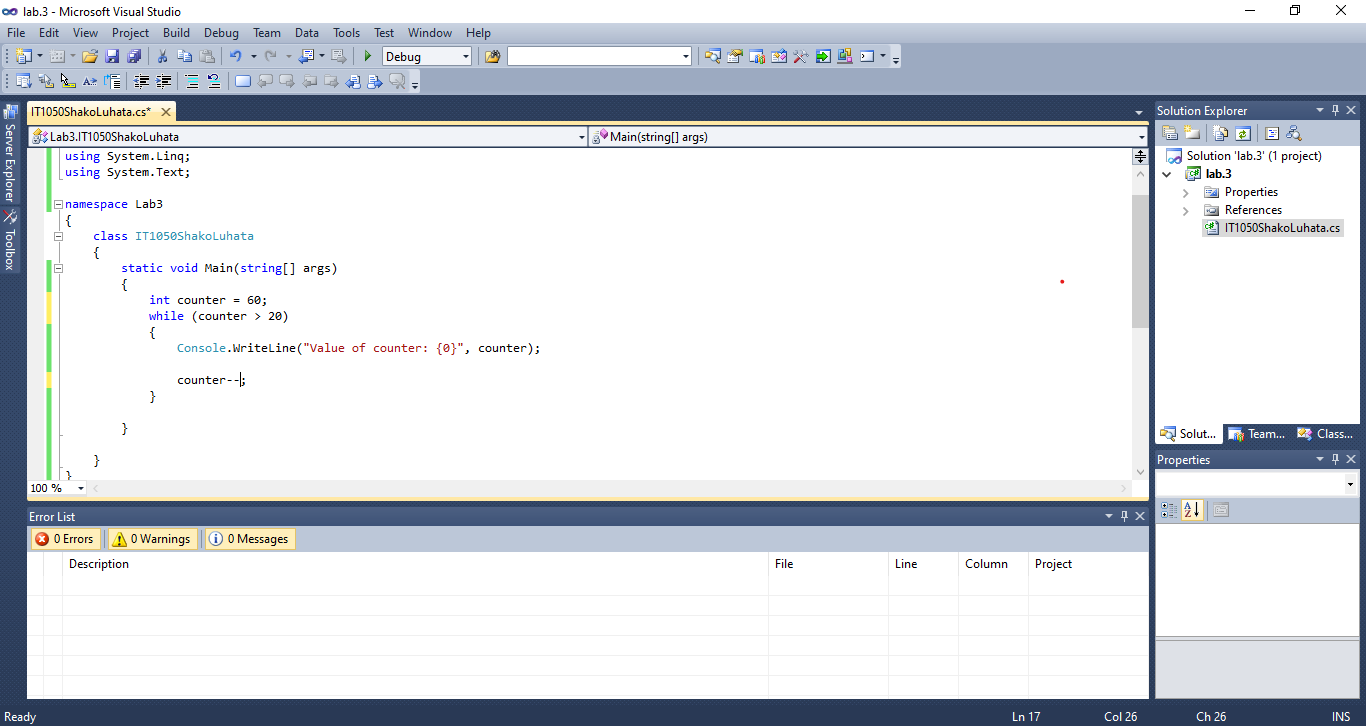 lab.3 - Microsoft Visual Studio
File Edit View Project Build Debug Team Data Tools Test Window Help
Debug
IT1050ShakoLuhata.cs*
Lab3.IT1050ShakoLuhata
Main(string[] args)
Server Explorer
Toolbox
using System.Linq;
using System.Text;
namespace Lab3
{
class IT1050ShakoLuhata
{
static void Main(string[] args)
{
int counter = 60;
while (counter > 20)
{
Console.WriteLine("Value of counter: {0}", counter);
counter--;
}
}
}
}
100 %
Solution Explorer
Solution 'lab.3' (1 project)
lab.3
Properties
References
IT1050ShakoLuhata.cs
Solut... Team... Class...
Properties
Error List
0 Errors 0 Warnings 0 Messages
Description File Line Column Project
Ready Ln 17 Col 26 Ch 26 INS